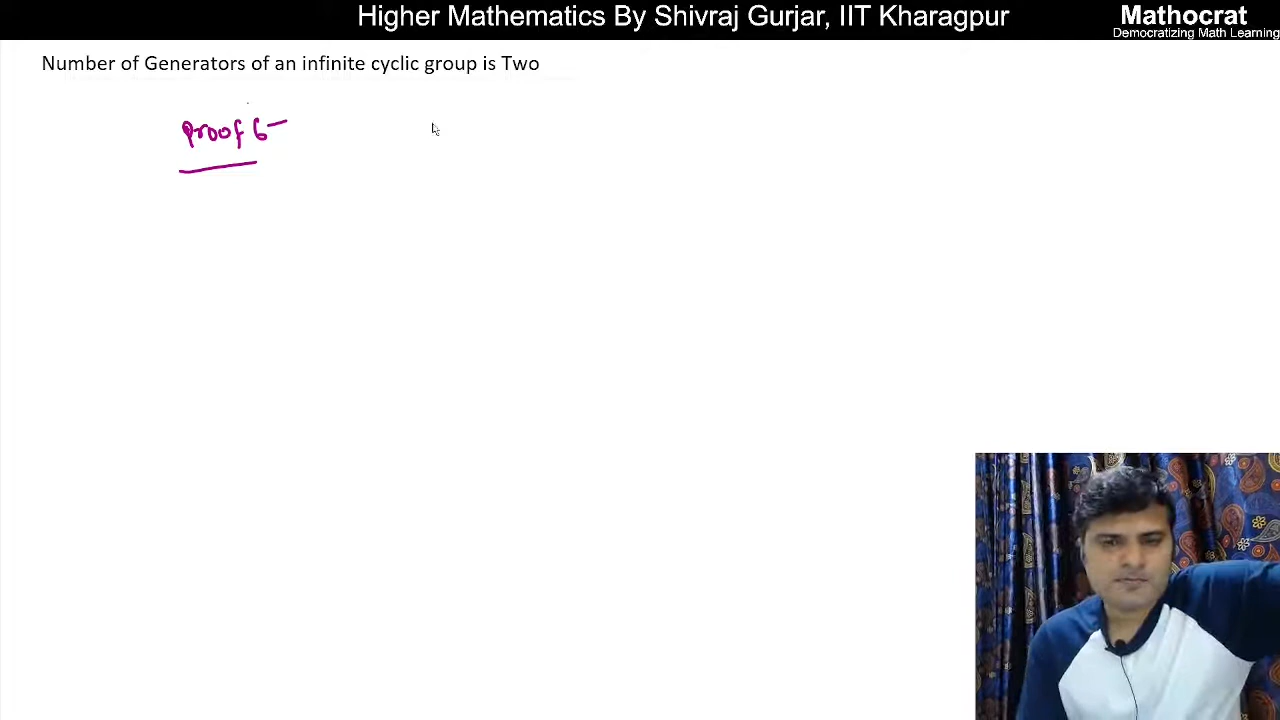 Higher Mathematics By Shivraj Gurjar, IIT Kharagpur
Mathocrat
Democratizing Math Learning
Number of Generators of an infinite cyclic group is Two
Proof :-